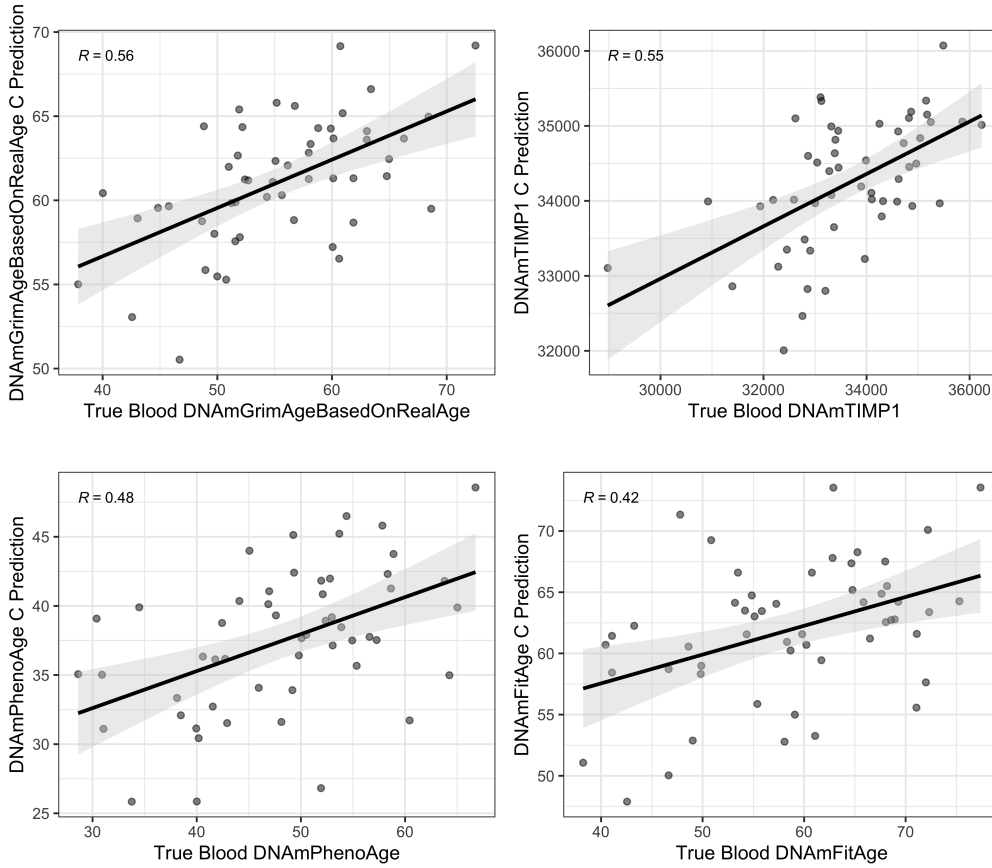 DNAmGrimAgeBasedOnRealAge C Prediction
R = 0.56
70
65
60
55
50
40 50 60 70
True Blood DNAmGrimAgeBasedOnRealAge
DNAmTIMP1 C Prediction
R = 0.55
36000
35000
34000
33000
32000
30000 32000 34000 36000
True Blood DNAmTIMP1
DNAmPhenoAge C Prediction
R = 0.48
45
40
35
30
25
30 40 50 60
True Blood DNAmPhenoAge
DNAmFitAge C Prediction
R = 0.42
70
65
60
55
50
40 50 60 70
True Blood DNAmFitAge